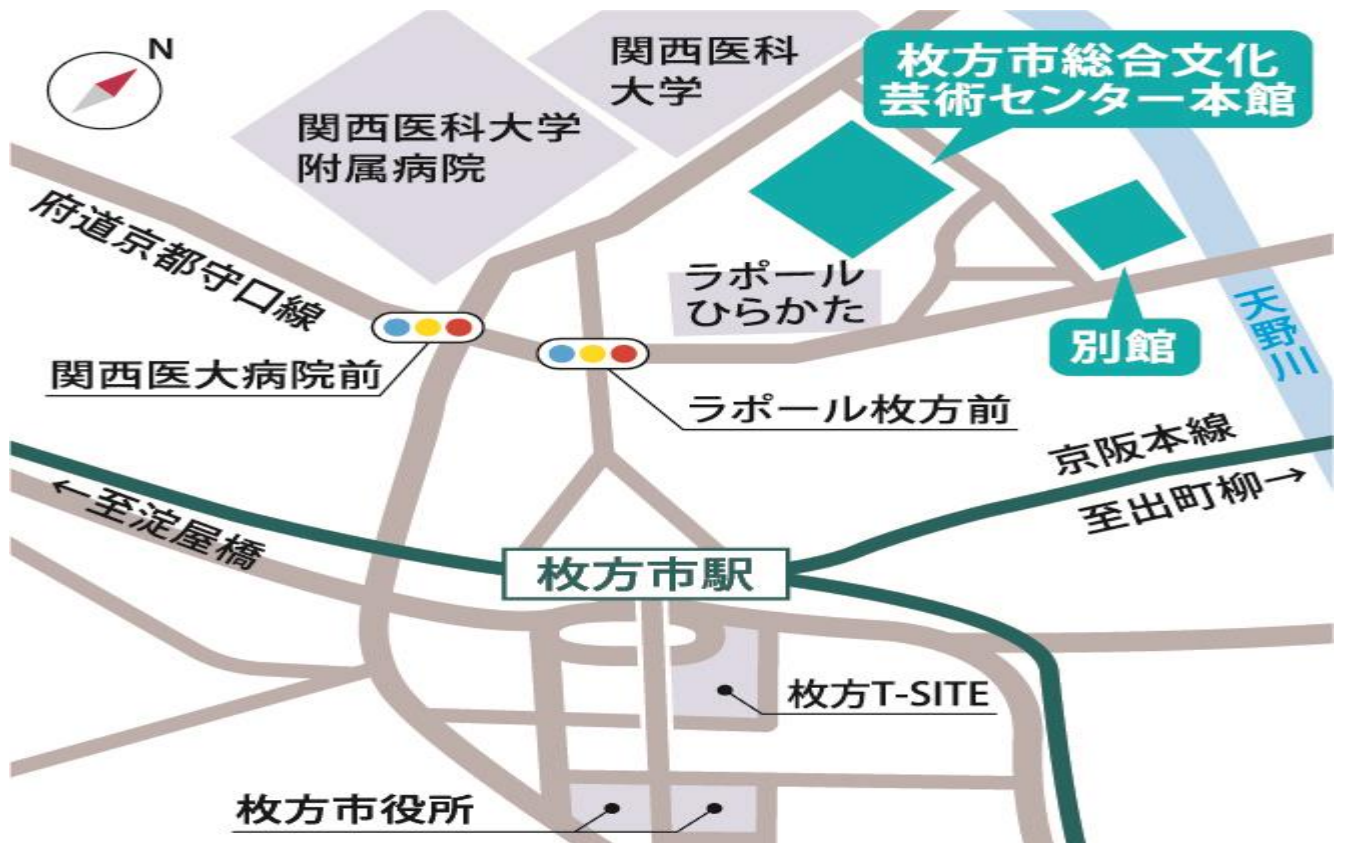 N
関西医科
大学
枚方市総合文化
芸術センター本館
関西医科大学
附属病院
府道京都守口線
ラポール
ひらかた
別館
天野川
関西医大病院前
ラポール枚方前
京阪本線
←至淀屋橋
至出町柳→
枚方市駅
枚方T-SITE
枚方市役所